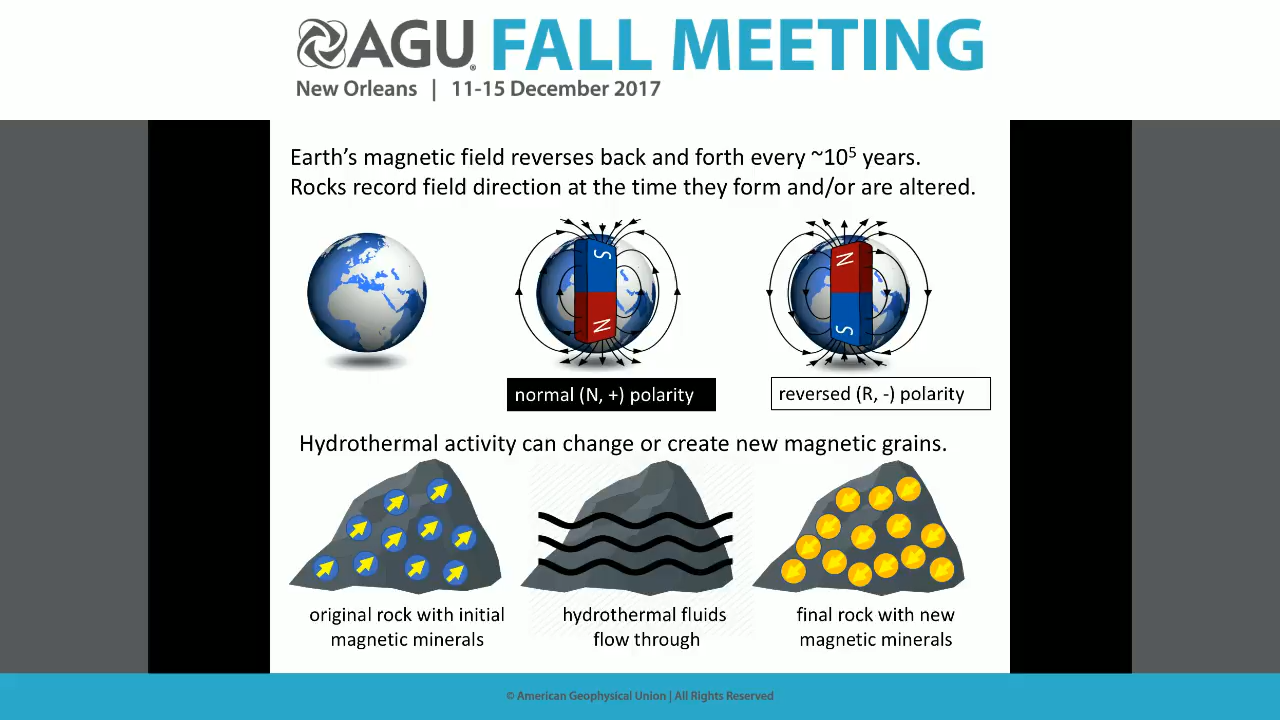 AGU FALL MEETING
New Orleans | 11-15 December 2017
Earth's magnetic field reverses back and forth every ~10⁵ years.
Rocks record field direction at the time they form and/or are altered.
S
N
N
S
normal (N, +) polarity
reversed (R, -) polarity
Hydrothermal activity can change or create new magnetic grains.
original rock with initial
magnetic minerals
hydrothermal fluids
flow through
final rock with new
magnetic minerals
© American Geophysical Union | All Rights Reserved